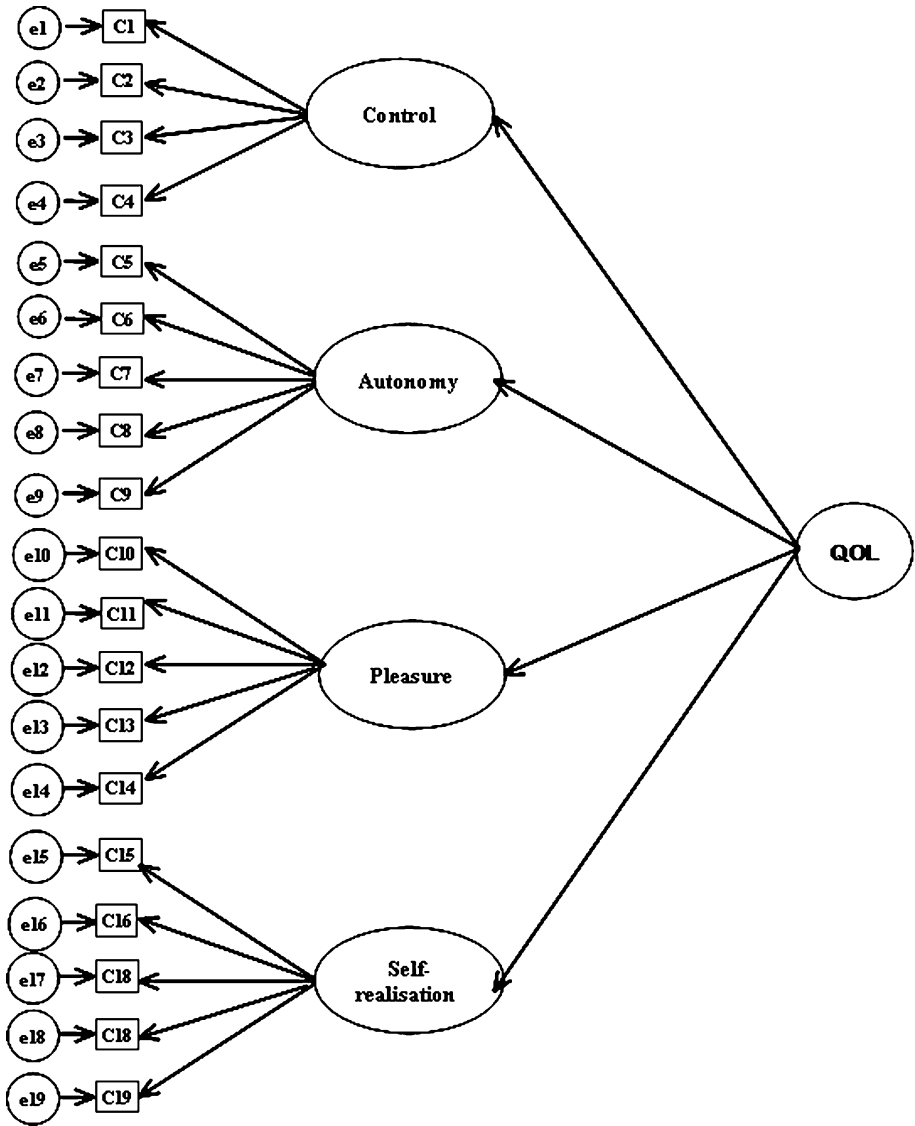 e1 C1
e2 C2
Control
e3 C3
e4 C4
e5 C5
e6 C6
e7 C7
Autonomy
e8 C8
e9 C9
e10 C10
QOL
e11 C11
e12 C12
Pleasure
e13 C13
e14 C14
e15 C15
e16 C16
e17 C18
Self-
realisation
e18 C18
e19 C19